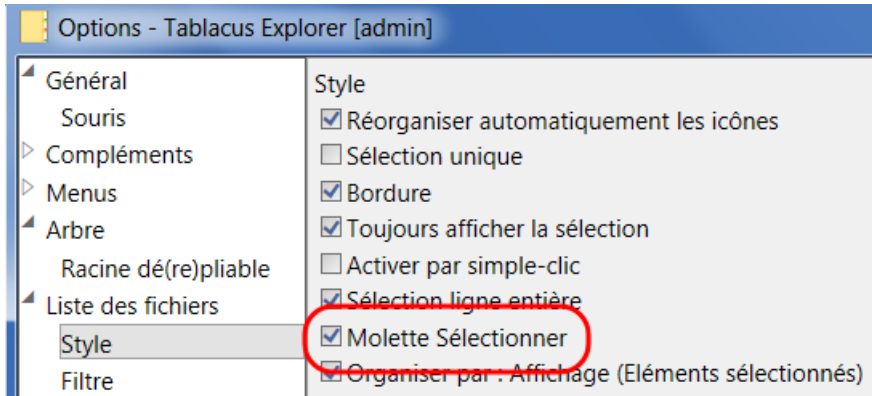 Options - Tablacus Explorer [admin]
Général
Souris
Compléments
Menus
Arbre
Racine dé(re)pliable
Liste des fichiers
Style
Filtre
Style
Réorganiser automatiquement les icônes
Sélection unique
Bordure
Toujours afficher la sélection
Activer par simple-clic
Sélection ligne entière
Molette Sélectionner
Organiser par : Affichage (Eléments sélectionnés)